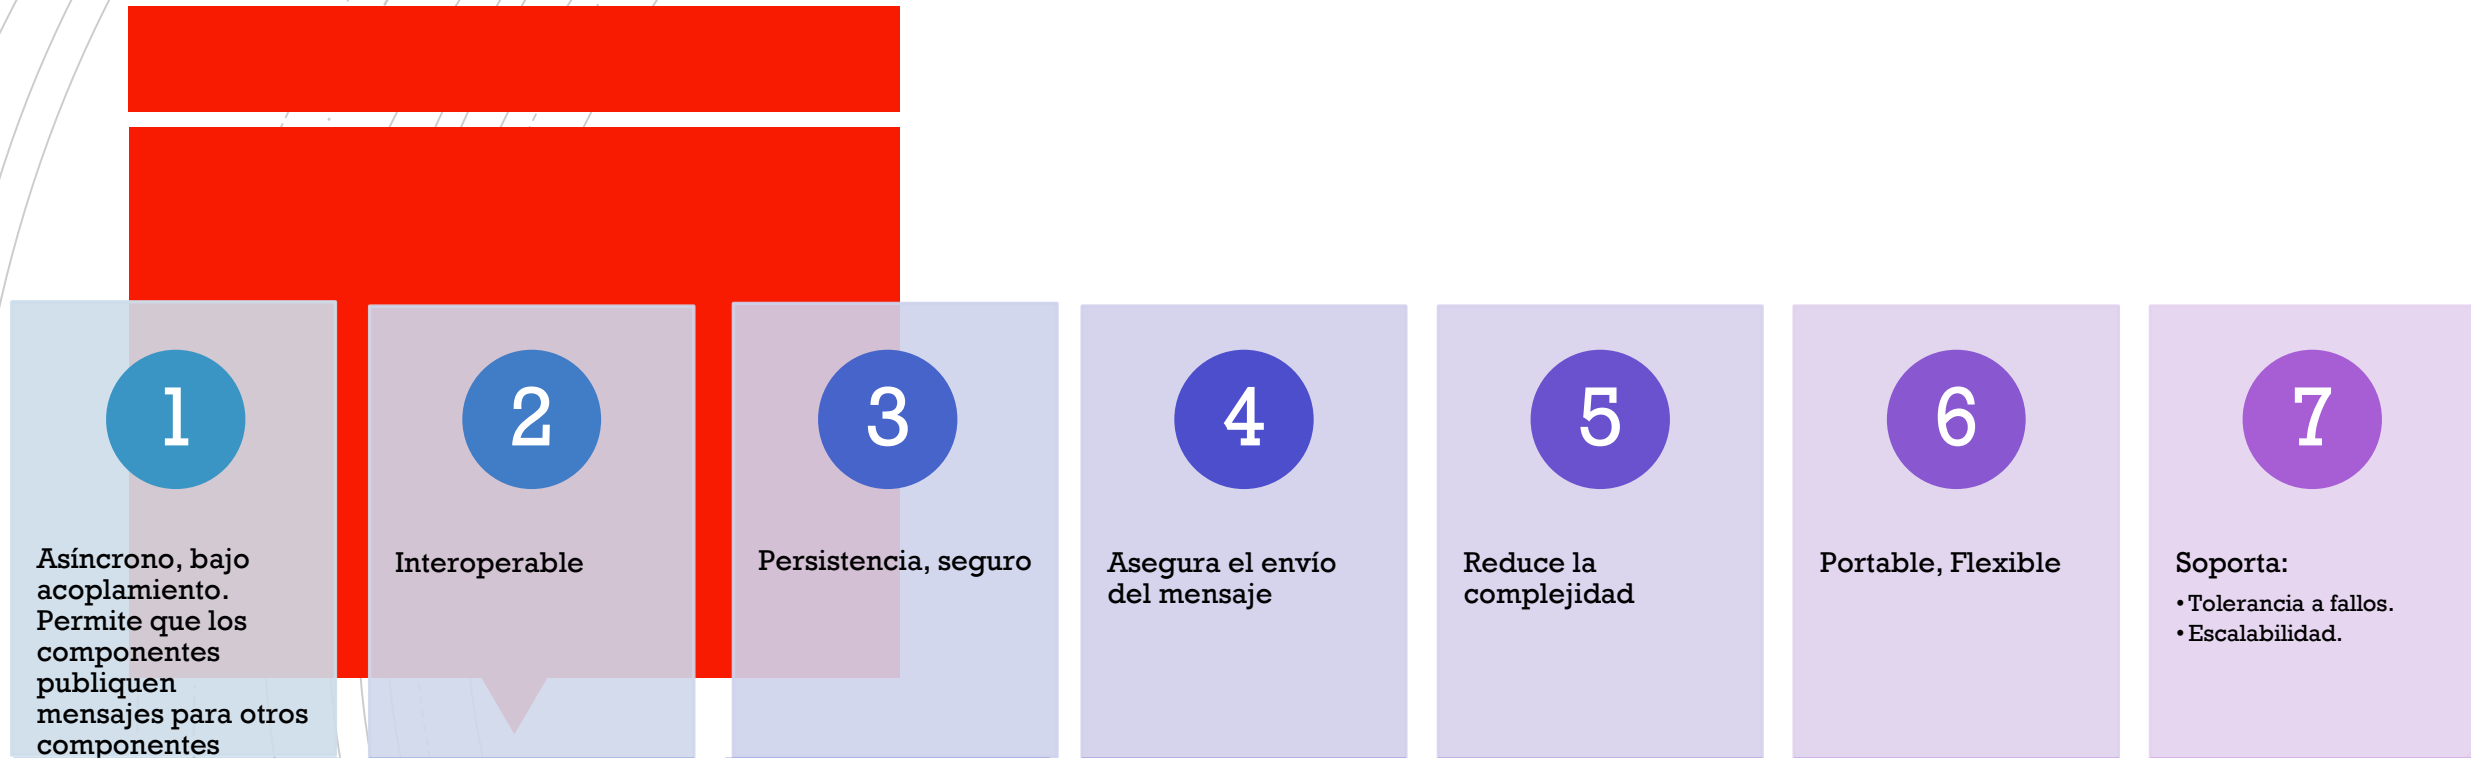 1
Asíncrono, bajo
acoplamiento.
Permite que los
componentes
publiquen
mensajes para otros
componentes
2
Interoperable
3
Persistencia, seguro
4
Asegura el envío
del mensaje
5
Reduce la
complejidad
6
Portable, Flexible
7
Soporta:
• Tolerancia a fallos.
• Escalabilidad.